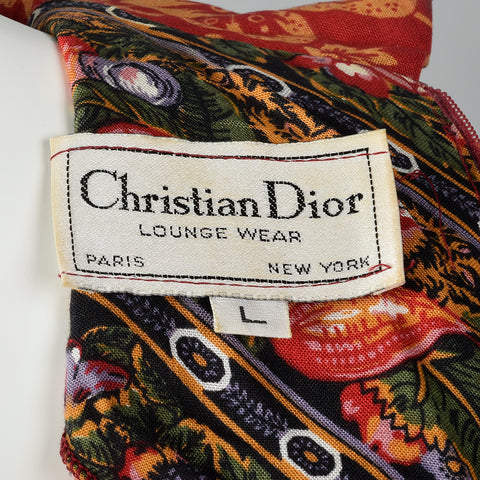 Christian Dior
LOUNGE WEAR
PARIS NEW YORK
L